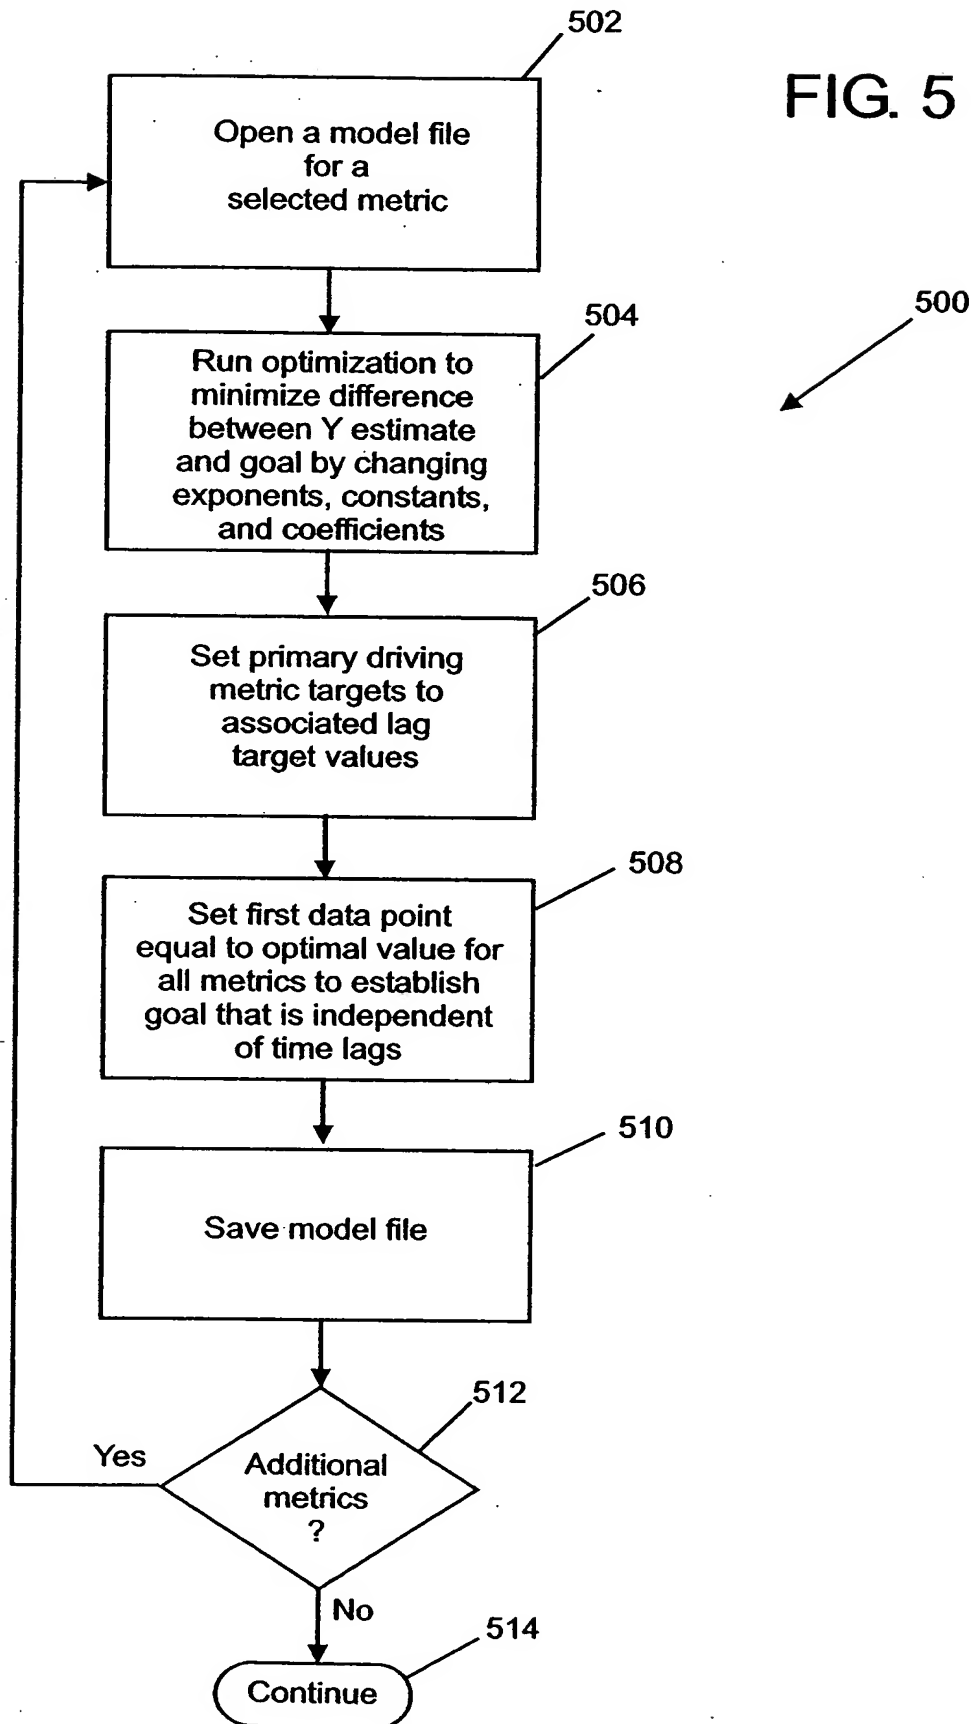 502
FIG. 5
Open a model file
for a
selected metric
500
504
Run optimization to
minimize difference
between Y estimate
and goal by changing
exponents, constants,
and coefficients
506
Set primary driving
metric targets to
associated lag
target values
508
Set first data point
equal to optimal value for
all metrics to establish
goal that is independent
of time lags
510
Save model file
512
Yes
Additional
metrics
?
No
514
Continue